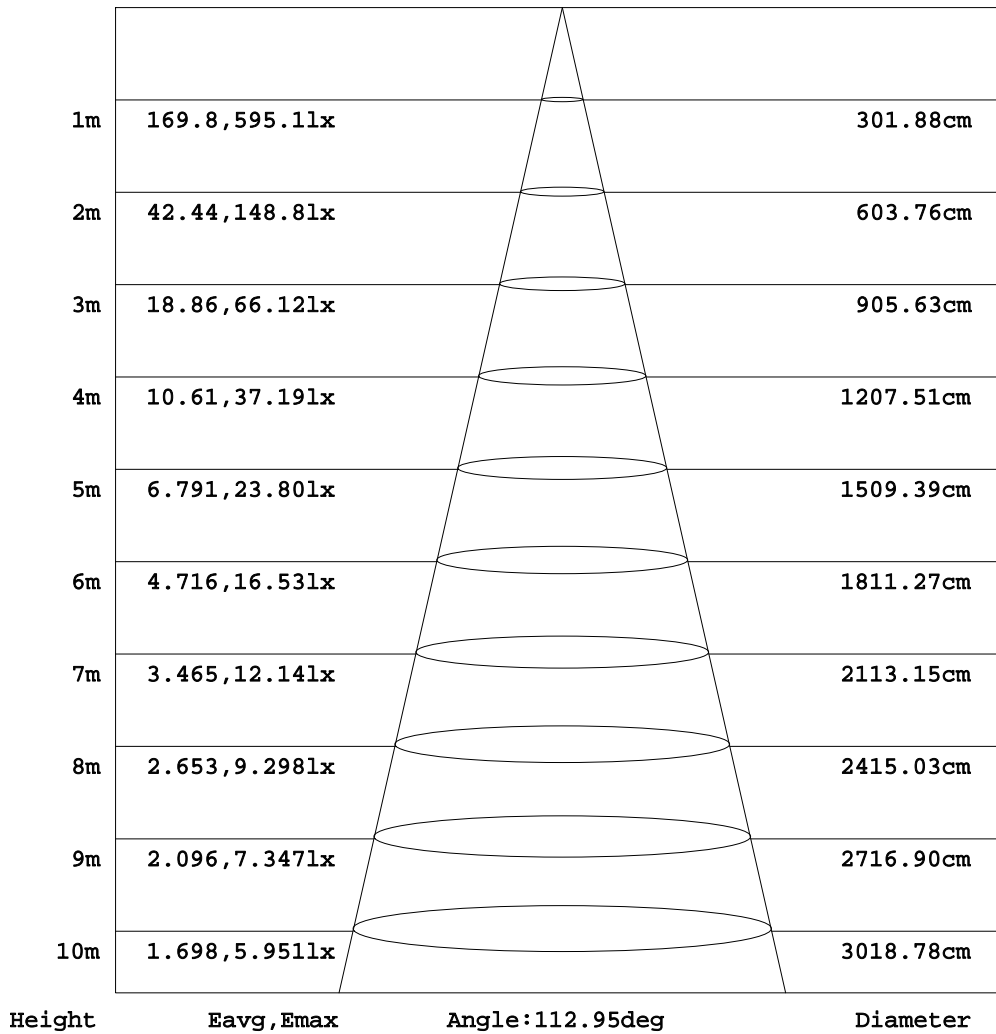 1m 169.8,595.1lx 301.88cm
2m 42.44,148.8lx 603.76cm
3m 18.86,66.12lx 905.63cm
4m 10.61,37.19lx 1207.51cm
5m 6.791,23.80lx 1509.39cm
6m 4.716,16.53lx 1811.27cm
7m 3.465,12.14lx 2113.15cm
8m 2.653,9.298lx 2415.03cm
9m 2.096,7.347lx 2716.90cm
10m 1.698,5.951lx 3018.78cm
Height Eavg,Emax Angle:112.95deg Diameter